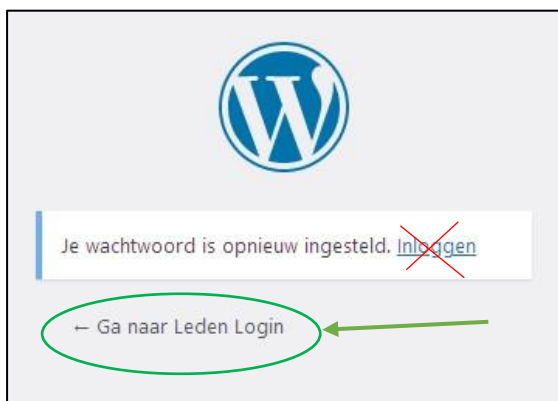 Je wachtwoord is opnieuw ingesteld. Inloggen
← Ga naar Leden Login